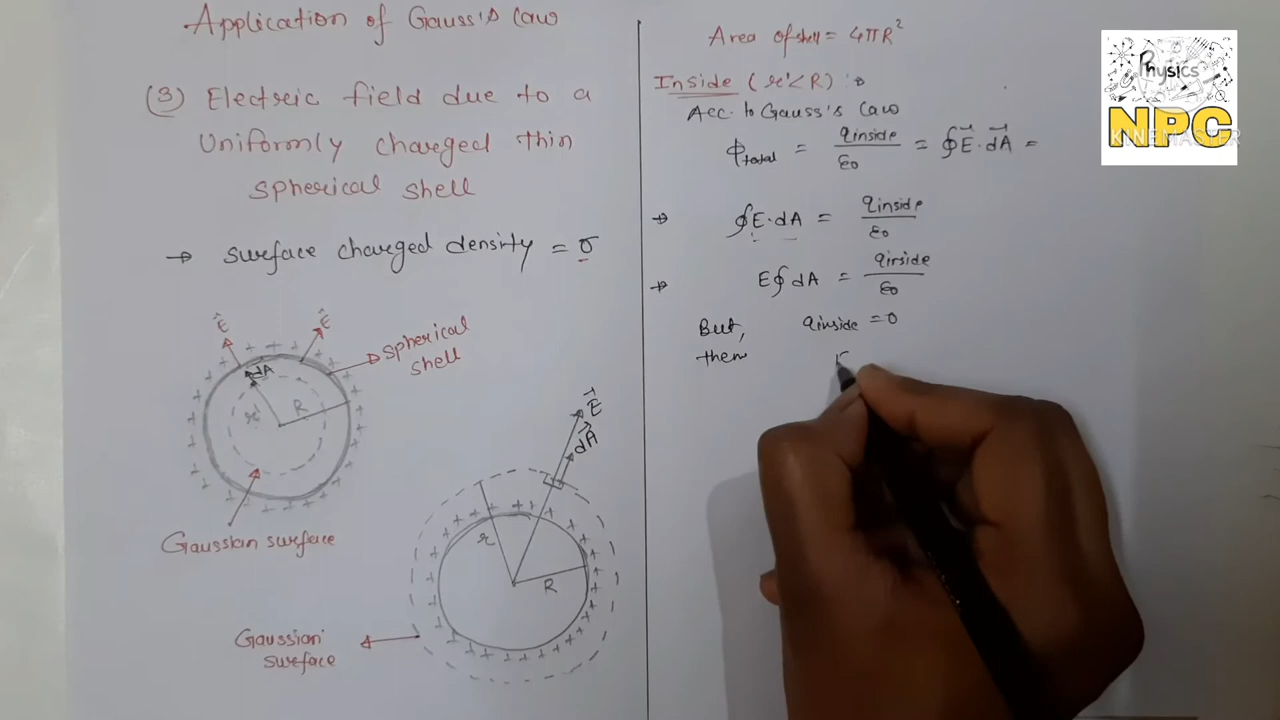 Application of Gauss's Law
(3) Electric field due to a
Uniformly charged thin
spherical shell
→ surface charged density = σ
Ê Ê
spherical
shell
dA
r'
R
Gaussian surface
E⃗
dA⃗
r
R
Gaussian
surface
Area of shell = 4πR²
Inside (r'<R) :→
Acc. to Gauss's Law
ϕtotal = qinside/ε0 = ∮E⃗.dA⃗ =
→ ∮E.dA = qinside/ε0
→ E∮dA = qinside/ε0
But, qinside = 0
them
Physics
NPC
KINEMASTER